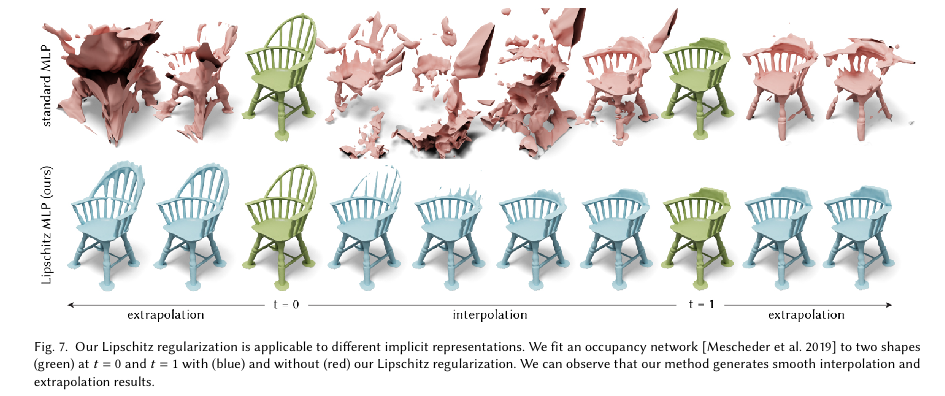 standard MLP
Lipschitz MLP (ours)
t = 0
t = 1
extrapolation
interpolation
extrapolation
Fig. 7. Our Lipschitz regularization is applicable to different implicit representations. We fit an occupancy network [Mescheder et al. 2019] to two shapes
(green) at t = 0 and t = 1 with (blue) and without (red) our Lipschitz regularization. We can observe that our method generates smooth interpolation and
extrapolation results.